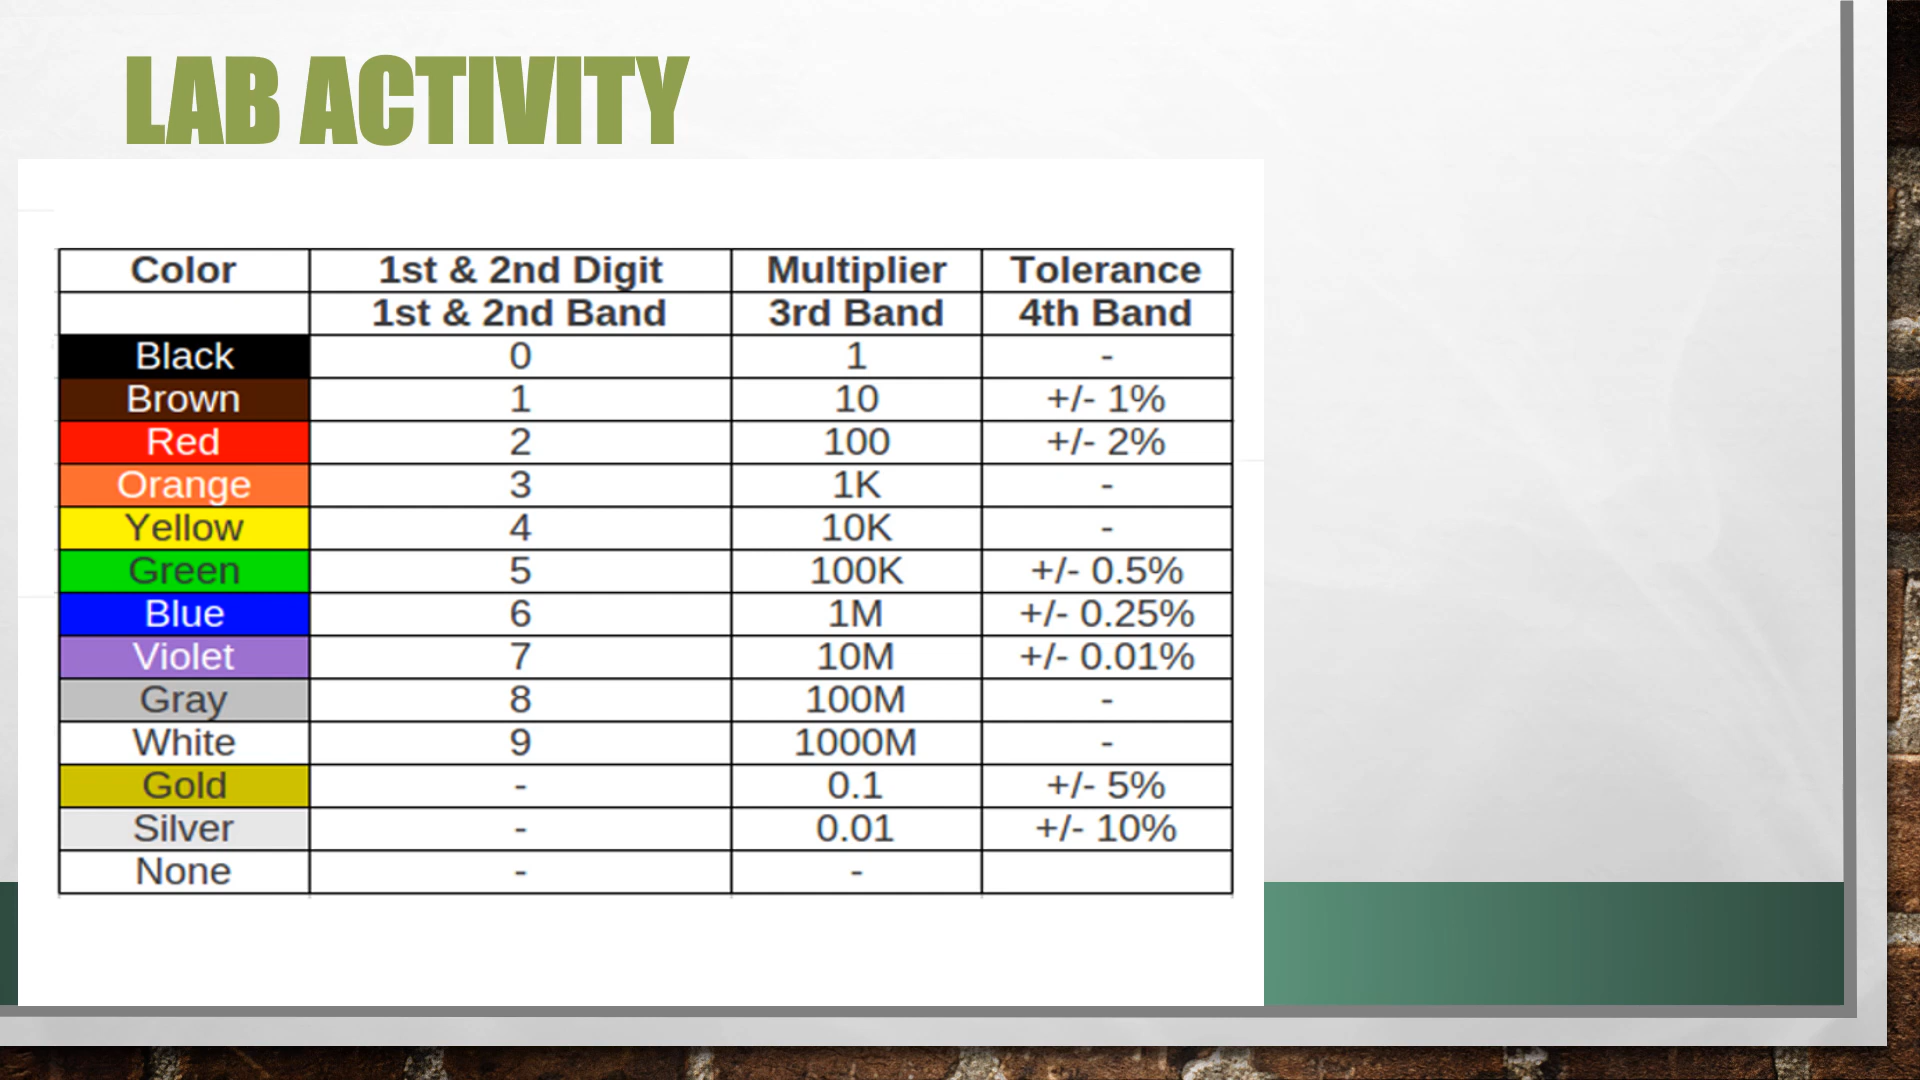 LAB ACTIVITY
Color 1st & 2nd Digit Multiplier Tolerance
1st & 2nd Band 3rd Band 4th Band
Black 0 1 -
Brown 1 10 +/- 1%
Red 2 100 +/- 2%
Orange 3 1K -
Yellow 4 10K -
Green 5 100K +/- 0.5%
Blue 6 1M +/- 0.25%
Violet 7 10M +/- 0.01%
Gray 8 100M -
White 9 1000M -
Gold - 0.1 +/- 5%
Silver - 0.01 +/- 10%
None - -